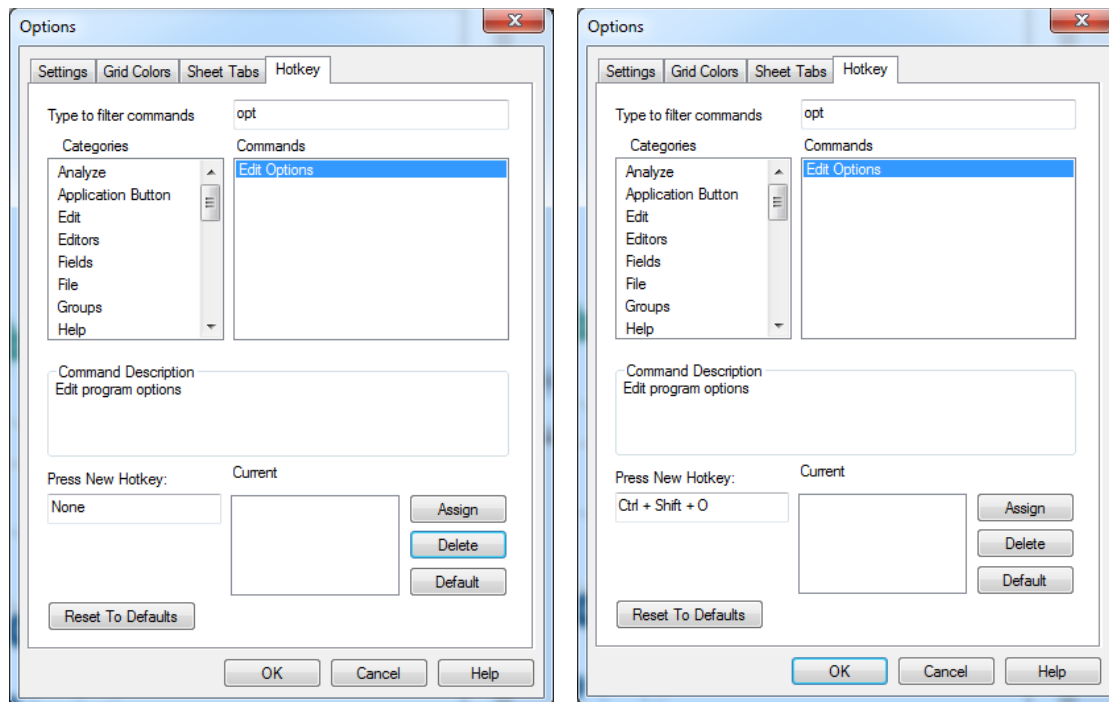 Options
Settings Grid Colors Sheet Tabs Hotkey
Type to filter commands opt
Categories Commands
Analyze Edit Options
Application Button
Edit
Editors
Fields
File
Groups
Help
Command Description
Edit program options
Press New Hotkey: Current
None
Assign
Delete
Default
Reset To Defaults
OK Cancel Help
Options
Settings Grid Colors Sheet Tabs Hotkey
Type to filter commands opt
Categories Commands
Analyze Edit Options
Application Button
Edit
Editors
Fields
File
Groups
Help
Command Description
Edit program options
Press New Hotkey: Current
Ctrl + Shift + O
Assign
Delete
Default
Reset To Defaults
OK Cancel Help